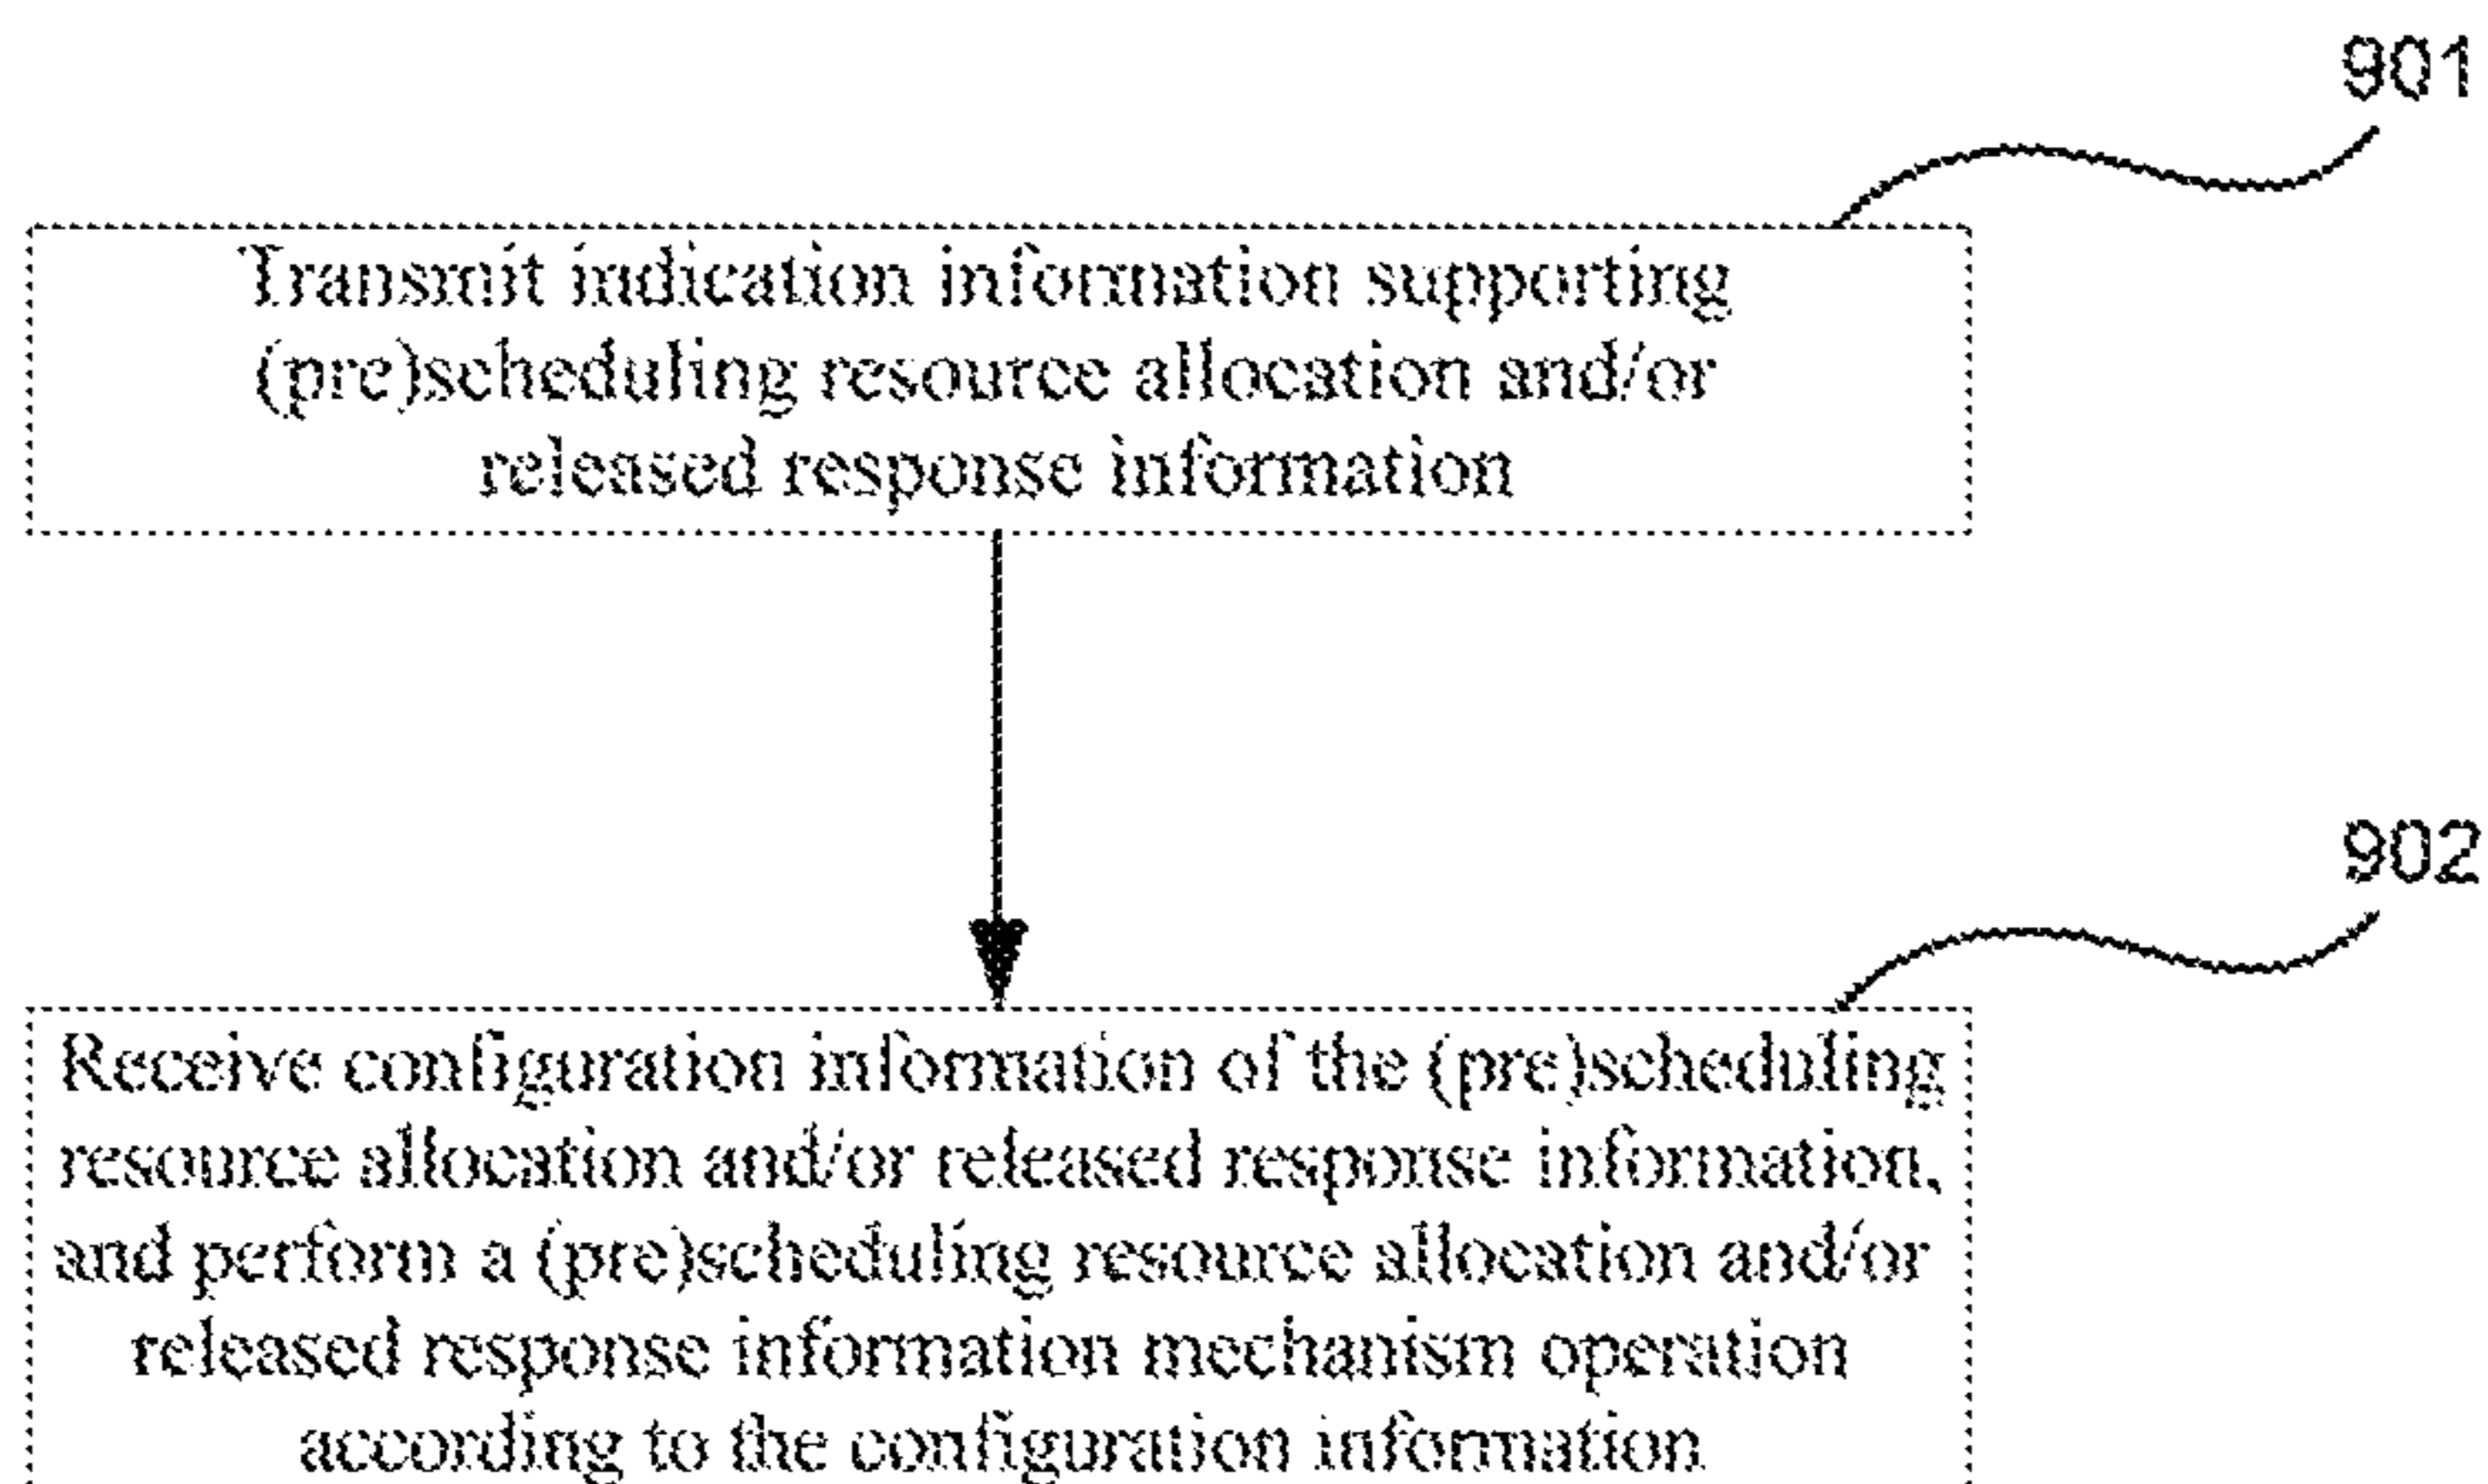 901
Transmit indication information supporting
(pre)scheduling resource allocation and/or
released response information
902
Receive configuration information of the (pre)scheduling
resource allocation and/or released response information,
and perform a (pre)scheduling resource allocation and/or
released response information mechanism operation
according to the configuration information